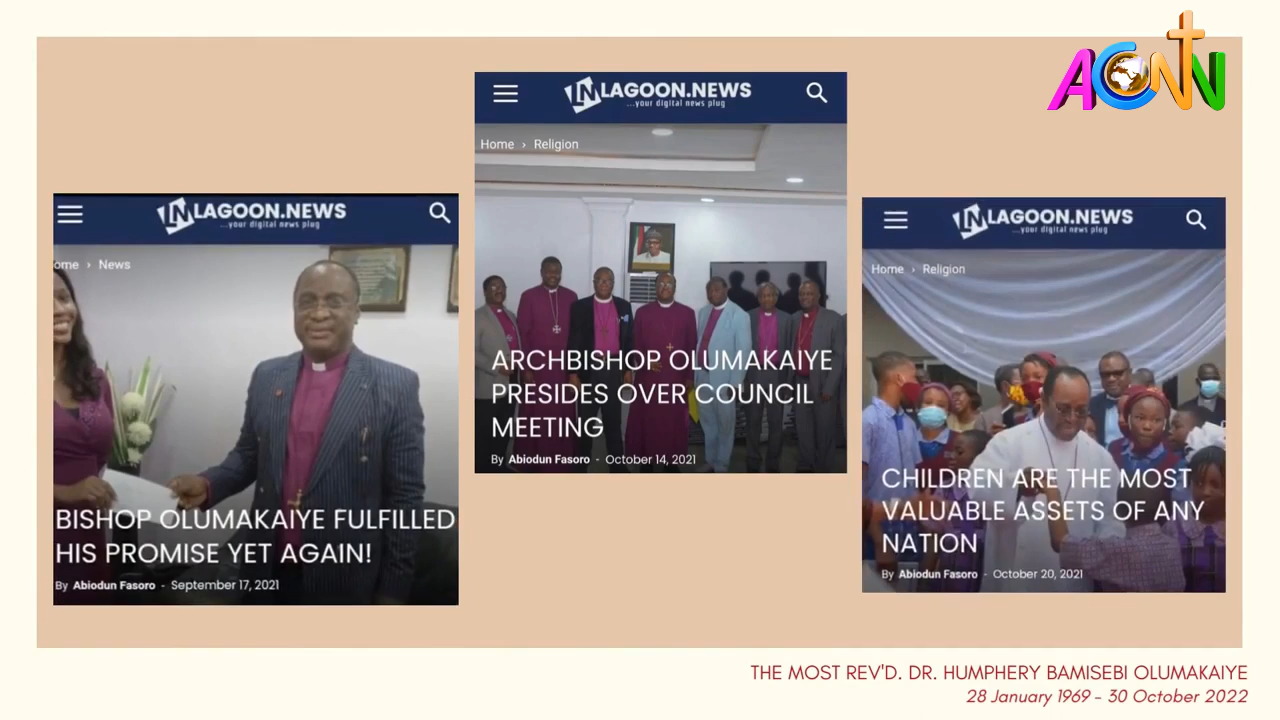 ACNN
LAGOON.NEWS
...your digital news plug
ome › News
BISHOP OLUMAKAIYE FULFILLED
HIS PROMISE YET AGAIN!
By Abiodun Fasoro - September 17, 2021
LAGOON.NEWS
...your digital news plug
Home › Religion
ARCHBISHOP OLUMAKAIYE
PRESIDES OVER COUNCIL
MEETING
By Abiodun Fasoro - October 14, 2021
LAGOON.NEWS
...your digital news plug
Home › Religion
CHILDREN ARE THE MOST
VALUABLE ASSETS OF ANY
NATION
By Abiodun Fasoro - October 20, 2021
THE MOST REV'D. DR. HUMPHERY BAMISEBI OLUMAKAIYE
28 January 1969 - 30 October 2022